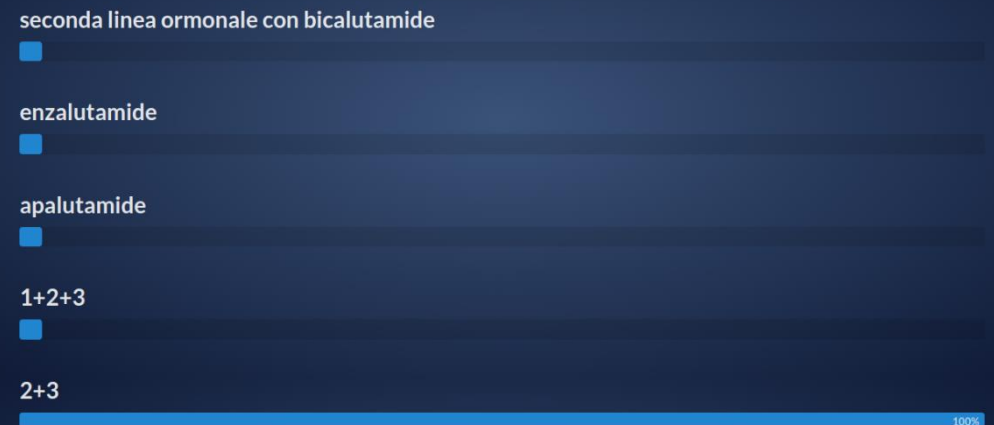 seconda linea ormonale con bicalutamide
enzalutamide
apalutamide
1+2+3
2+3
100%